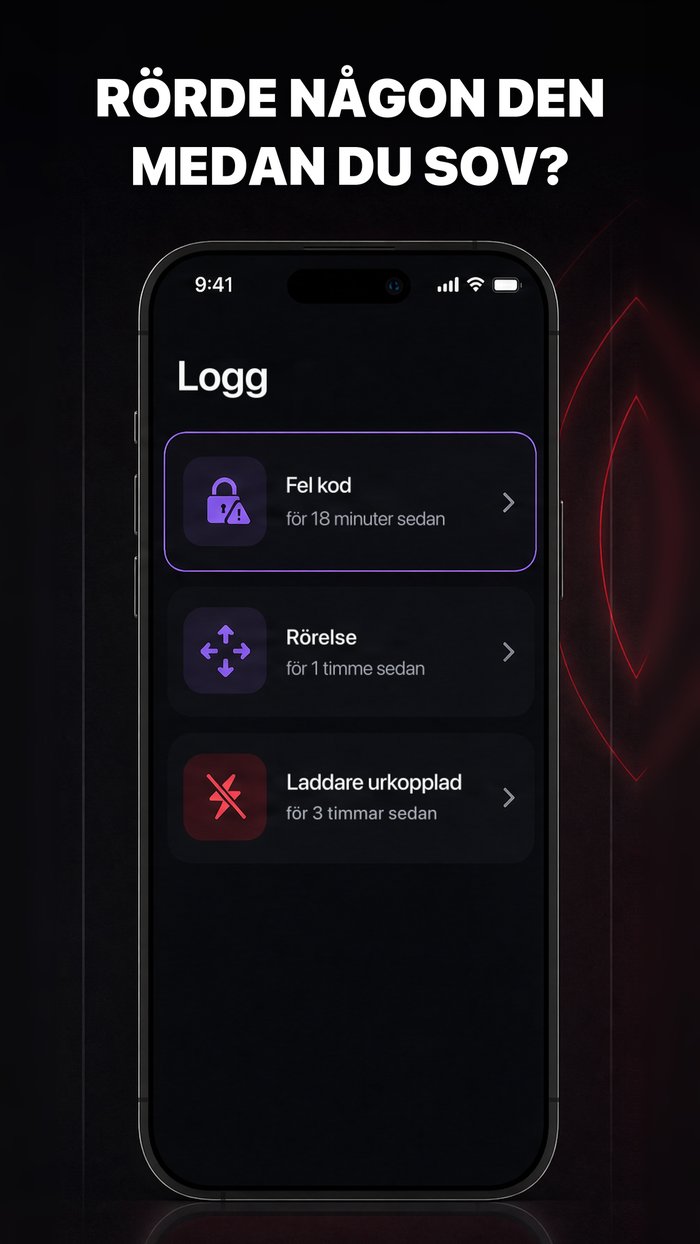 RÖRDE NÅGON DEN
MEDAN DU SOV?
9:41
Logg
Fel kod
för 18 minuter sedan
Rörelse
för 1 timme sedan
Laddare urkopplad
för 3 timmar sedan